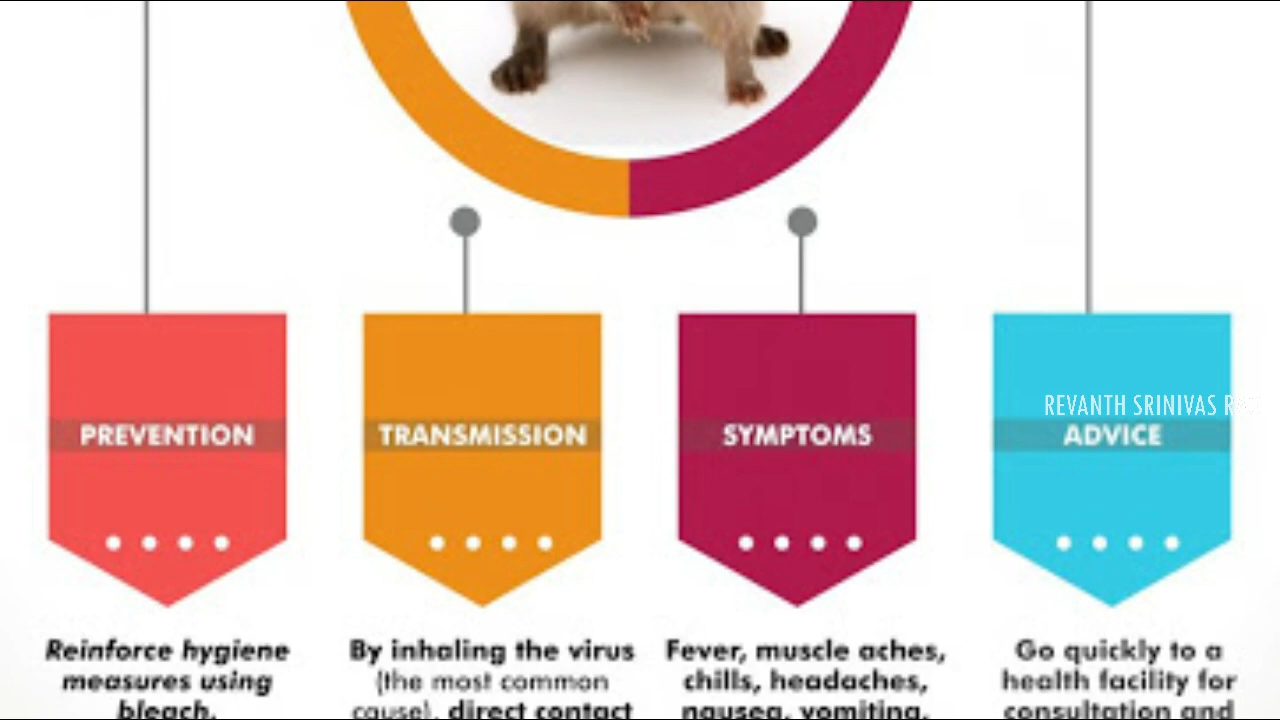 PREVENTION
TRANSMISSION
SYMPTOMS
REVANTH SRINIVAS
ADVICE
Reinforce hygiene
measures using
bleach.
By inhaling the virus
(the most common
cause), direct contact
Fever, muscle aches,
chills, headaches,
nausea, vomiting,
Go quickly to a
health facility for
consultation and